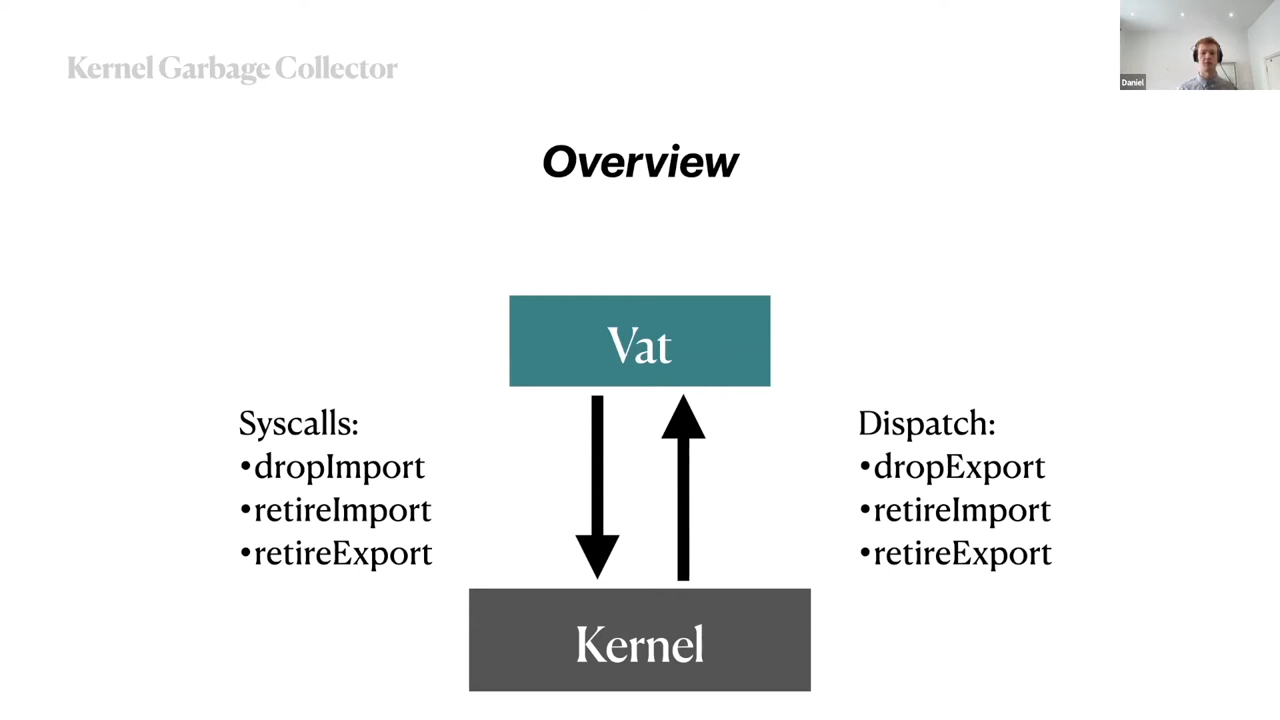 Kernel Garbage Collector
Daniel
Overview
Vat
Syscalls:
•dropImport
•retireImport
•retireExport
Dispatch:
•dropExport
•retireImport
•retireExport
Kernel